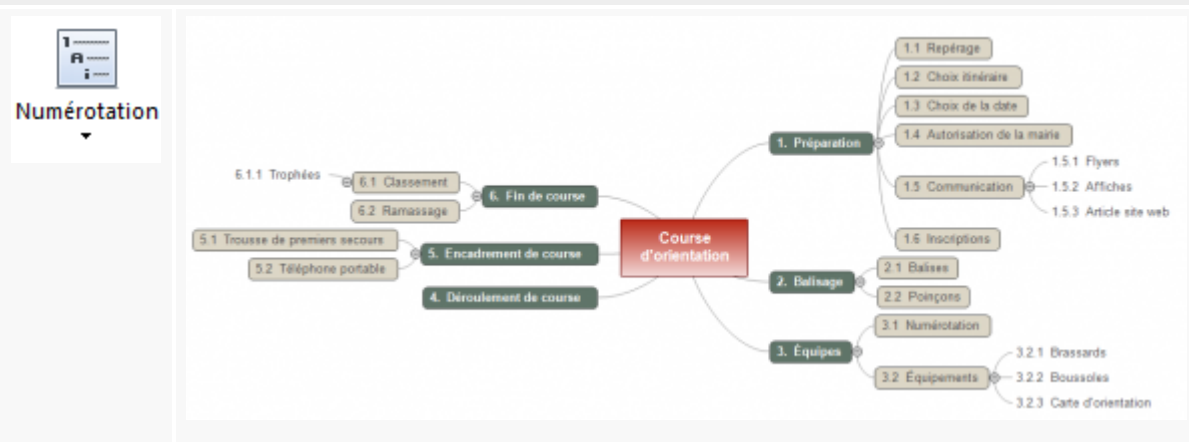 1
A
i
Numérotation
Course
d'orientation
1. Préparation
1.1 Repérage
1.2 Choix itinéraire
1.3 Choix de la date
1.4 Autorisation de la mairie
1.5 Communication
1.5.1 Flyers
1.5.2 Affiches
1.5.3 Article site web
1.6 Inscriptions
2. Balisage
2.1 Balises
2.2 Poinçons
3. Équipes
3.1 Numérotation
3.2 Équipements
3.2.1 Brassards
3.2.2 Boussoles
3.2.3 Carte d'orientation
4. Déroulement de course
5. Encadrement de course
5.1 Trousse de premiers secours
5.2 Téléphone portable
6. Fin de course
6.1 Classement
6.1.1 Trophées
6.2 Ramassage